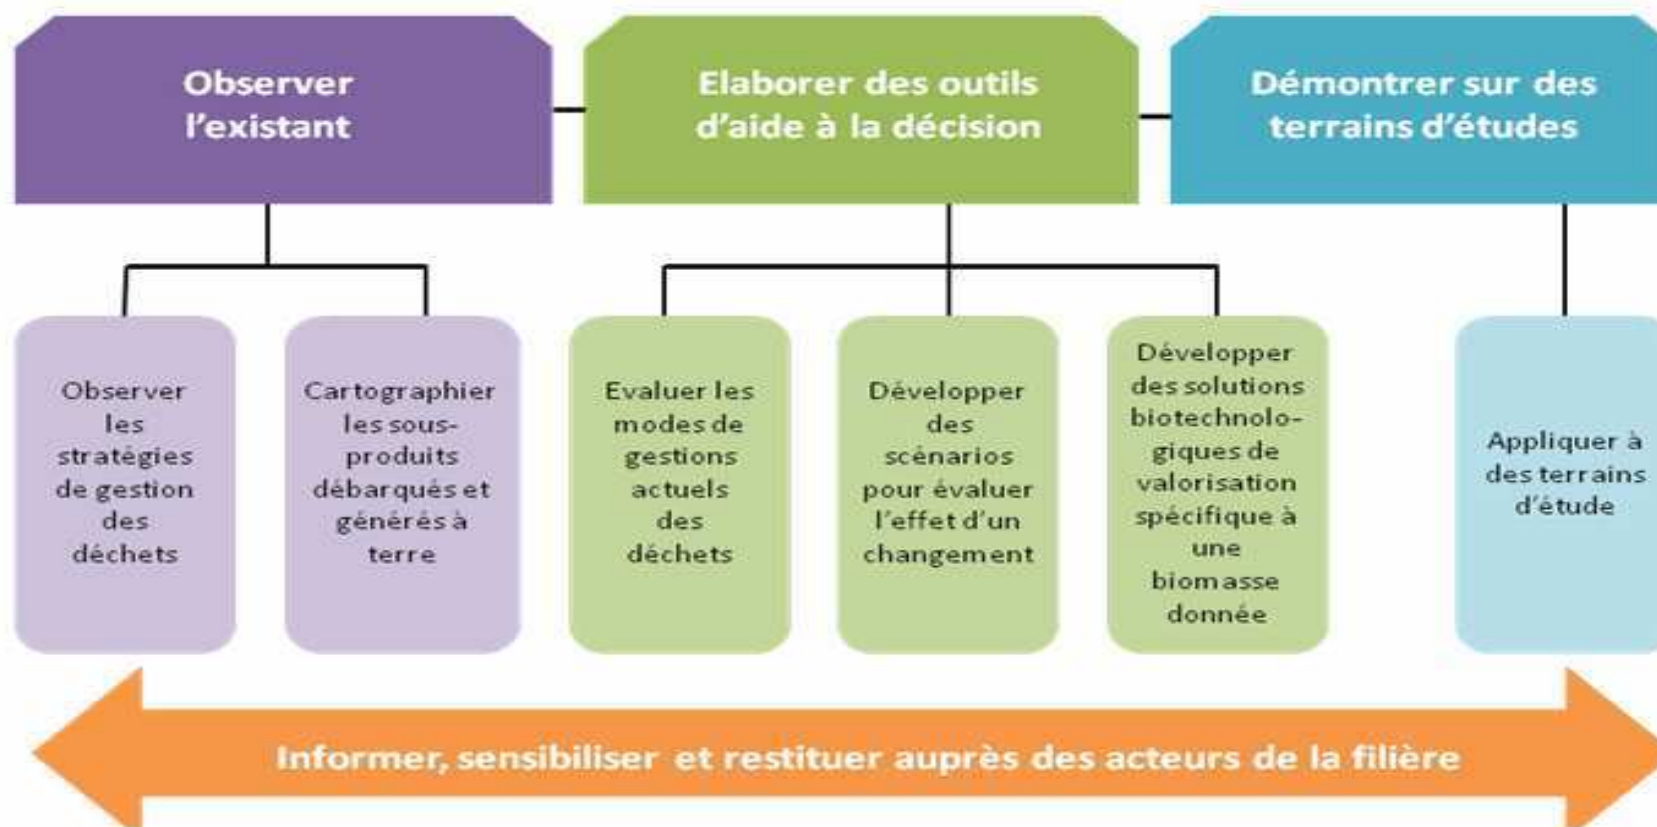 Observer
l'existant
Elaborer des outils
d'aide à la décision
Démontrer sur des
terrains d'études
Observer
les
stratégies
de gestion
des
déchets
Cartographier
les sous-
produits
débarqués et
générés à
terre
Evaluer les
modes de
gestions
actuels
des
déchets
Développer
des
scénarios
pour évaluer
l'effet d'un
changement
Développer
des solutions
biotechnolo-
giques de
valorisation
spécifique à
une
biomasse
donnée
Appliquer à
des terrains
d'étude
Informer, sensibiliser et restituer auprès des acteurs de la filière